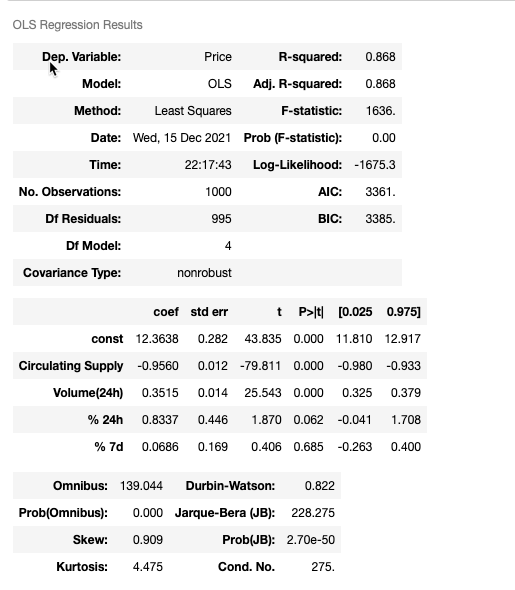 OLS Regression Results
Dep. Variable: Price R-squared: 0.868
Model: OLS Adj. R-squared: 0.868
Method: Least Squares F-statistic: 1636.
Date: Wed, 15 Dec 2021 Prob (F-statistic): 0.00
Time: 22:17:43 Log-Likelihood: -1675.3
No. Observations: 1000 AIC: 3361.
Df Residuals: 995 BIC: 3385.
Df Model: 4
Covariance Type: nonrobust
coef std err t P>|t| [0.025 0.975]
const 12.3638 0.282 43.835 0.000 11.810 12.917
Circulating Supply -0.9560 0.012 -79.811 0.000 -0.980 -0.933
Volume(24h) 0.3515 0.014 25.543 0.000 0.325 0.379
% 24h 0.8337 0.446 1.870 0.062 -0.041 1.708
% 7d 0.0686 0.169 0.406 0.685 -0.263 0.400
Omnibus: 139.044 Durbin-Watson: 0.822
Prob(Omnibus): 0.000 Jarque-Bera (JB): 228.275
Skew: 0.909 Prob(JB): 2.70e-50
Kurtosis: 4.475 Cond. No. 275.